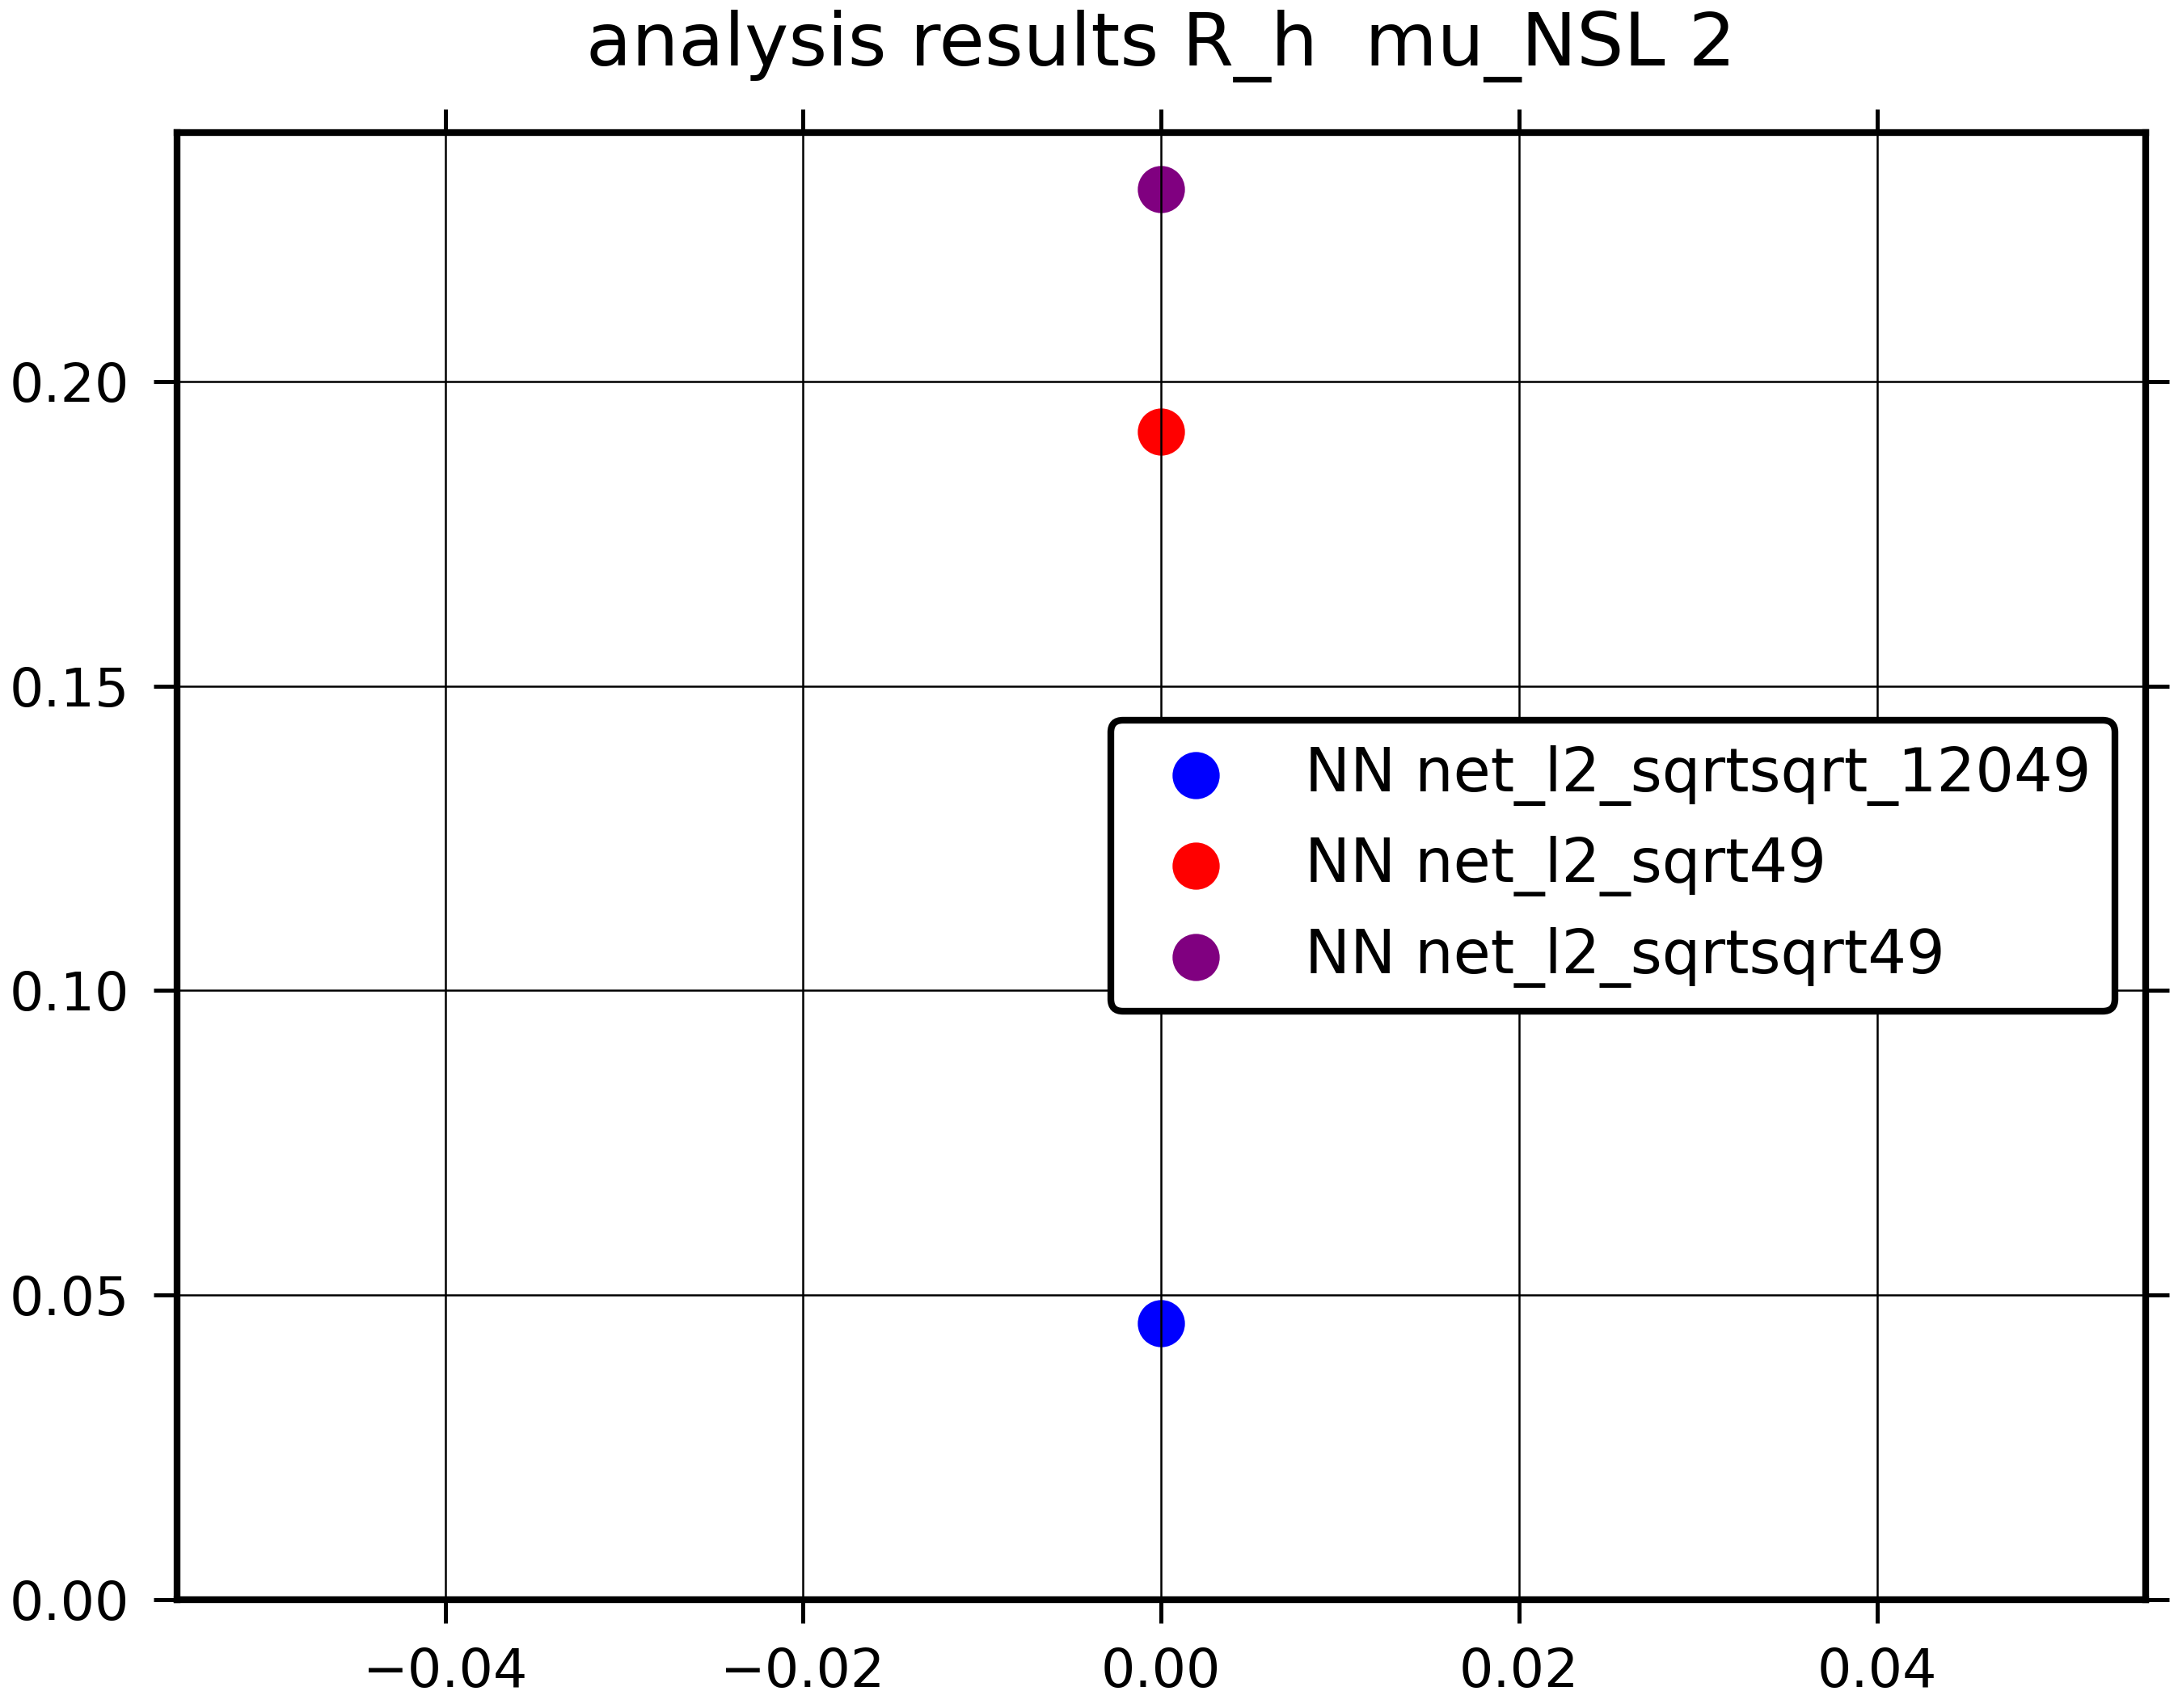 analysis results R_h  mu_NSL 2
0.20
0.15
0.10
0.05
0.00
NN net_l2_sqrtsqrt_12049
NN net_l2_sqrt49
NN net_l2_sqrtsqrt49
−0.04
−0.02
0.00
0.02
0.04